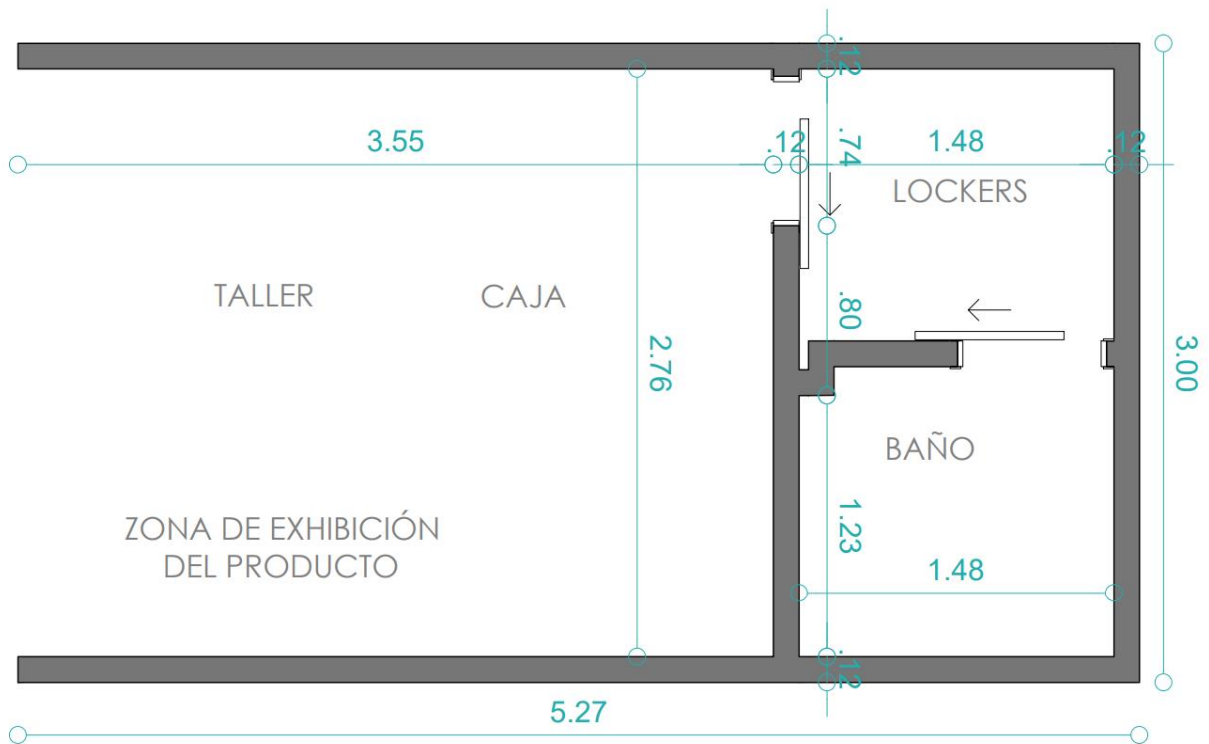 .12
3.55
.12
.74
1.48
.12
LOCKERS
TALLER
CAJA
.80
2.76
3.00
BAÑO
ZONA DE EXHIBICIÓN
DEL PRODUCTO
1.23
1.48
.12
5.27